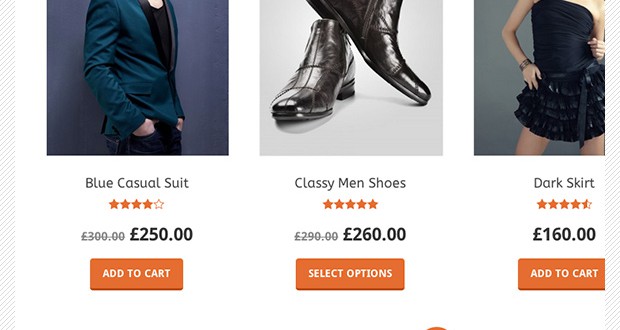 Blue Casual Suit
£300.00 £250.00
ADD TO CART
Classy Men Shoes
£290.00 £260.00
SELECT OPTIONS
Dark Skirt
£160.00
ADD TO CART